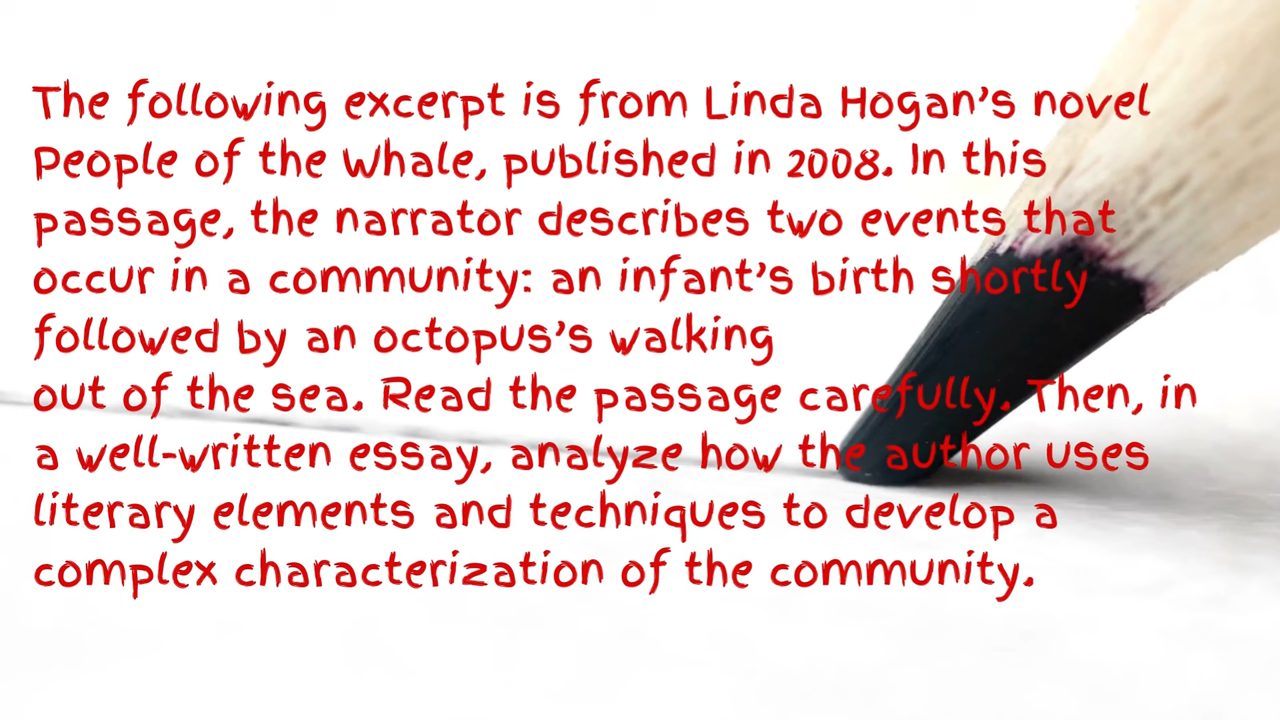 The following excerpt is from Linda Hogan's novel
People of the Whale, published in 2008. In this
passage, the narrator describes two events that
occur in a community: an infant's birth shortly
followed by an octopus's walking
out of the sea. Read the passage carefully. Then, in
a well-written essay, analyze how the author uses
literary elements and techniques to develop a
complex characterization of the community.